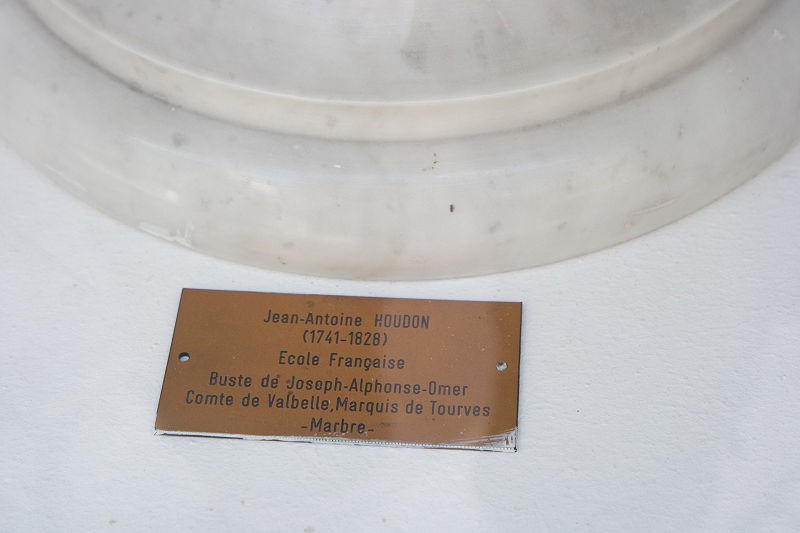 Jean-Antoine HOUDON
(1741-1828)
Ecole Française
Buste de Joseph-Alphonse-Omer
Comte de Valbelle,Marquis de Tourves
-Marbre-